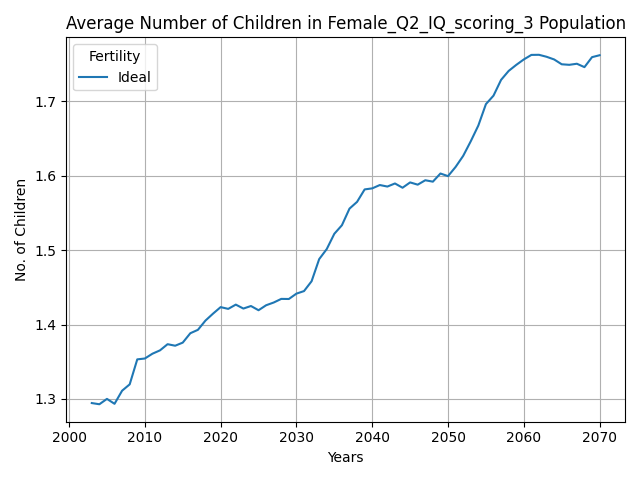 Average Number of Children in Female_Q2_IQ_scoring_3 Population
Fertility
Ideal
No. of Children
1.7
1.6
1.5
1.4
1.3
2000 2010 2020 2030 2040 2050 2060 2070
Years